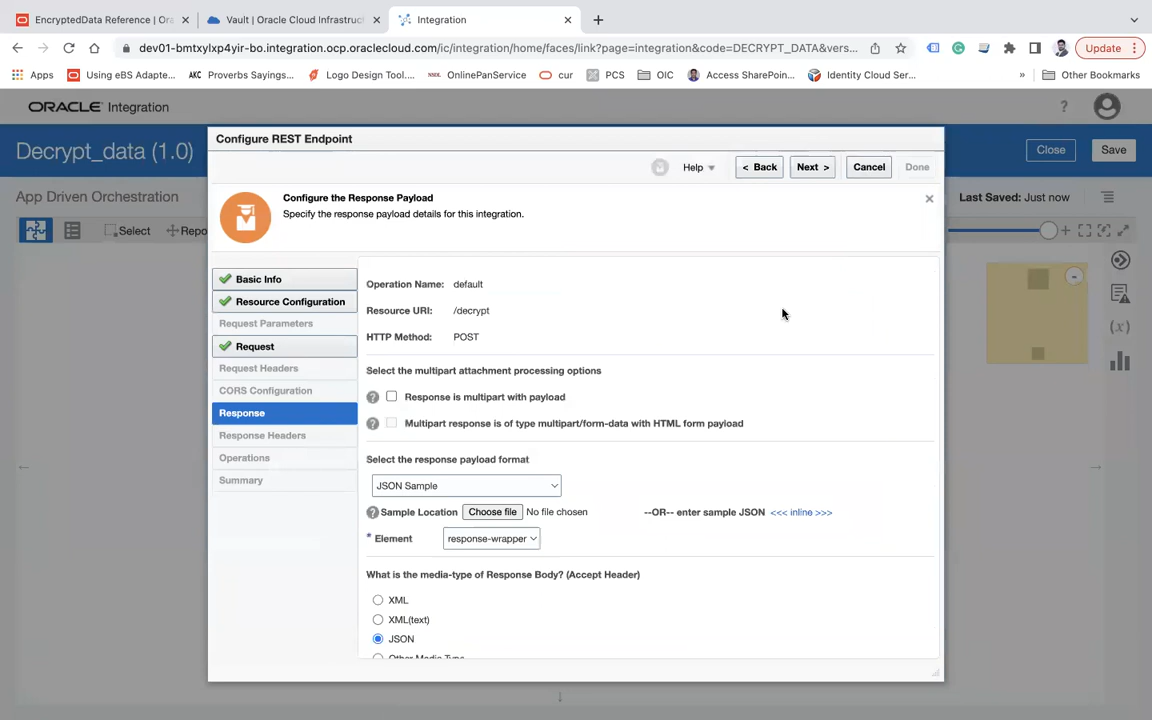 EncryptedData Reference | Ora
Vault | Oracle Cloud Infrastruc
Integration
dev01-bmtxylxp4yir-bo.integration.ocp.oraclecloud.com/ic/integration/home/faces/link?page=integration&code=DECRYPT_DATA&vers...
Update
Apps
Using eBS Adapte...
AKC Proverbs Sayings...
Logo Design Tool....
OnlinePanService
cur
PCS
OIC
Access SharePoin...
Identity Cloud Ser...
»
Other Bookmarks
ORACLE Integration
?
Decrypt_data (1.0)
Close
Save
App Driven Orchestration
Last Saved: Just now
Select
Repo
Configure REST Endpoint
Help
< Back
Next >
Cancel
Done
Configure the Response Payload
Specify the response payload details for this integration.
Basic Info
Resource Configuration
Request Parameters
Request
Request Headers
CORS Configuration
Response
Response Headers
Operations
Summary
Operation Name: default
Resource URI: /decrypt
HTTP Method: POST
Select the multipart attachment processing options
? Response is multipart with payload
? Multipart response is of type multipart/form-data with HTML form payload
Select the response payload format
JSON Sample
? Sample Location Choose file No file chosen --OR-- enter sample JSON <<< inline >>>
* Element response-wrapper
What is the media-type of Response Body? (Accept Header)
XML
XML(text)
JSON
Other Media Type
(x)